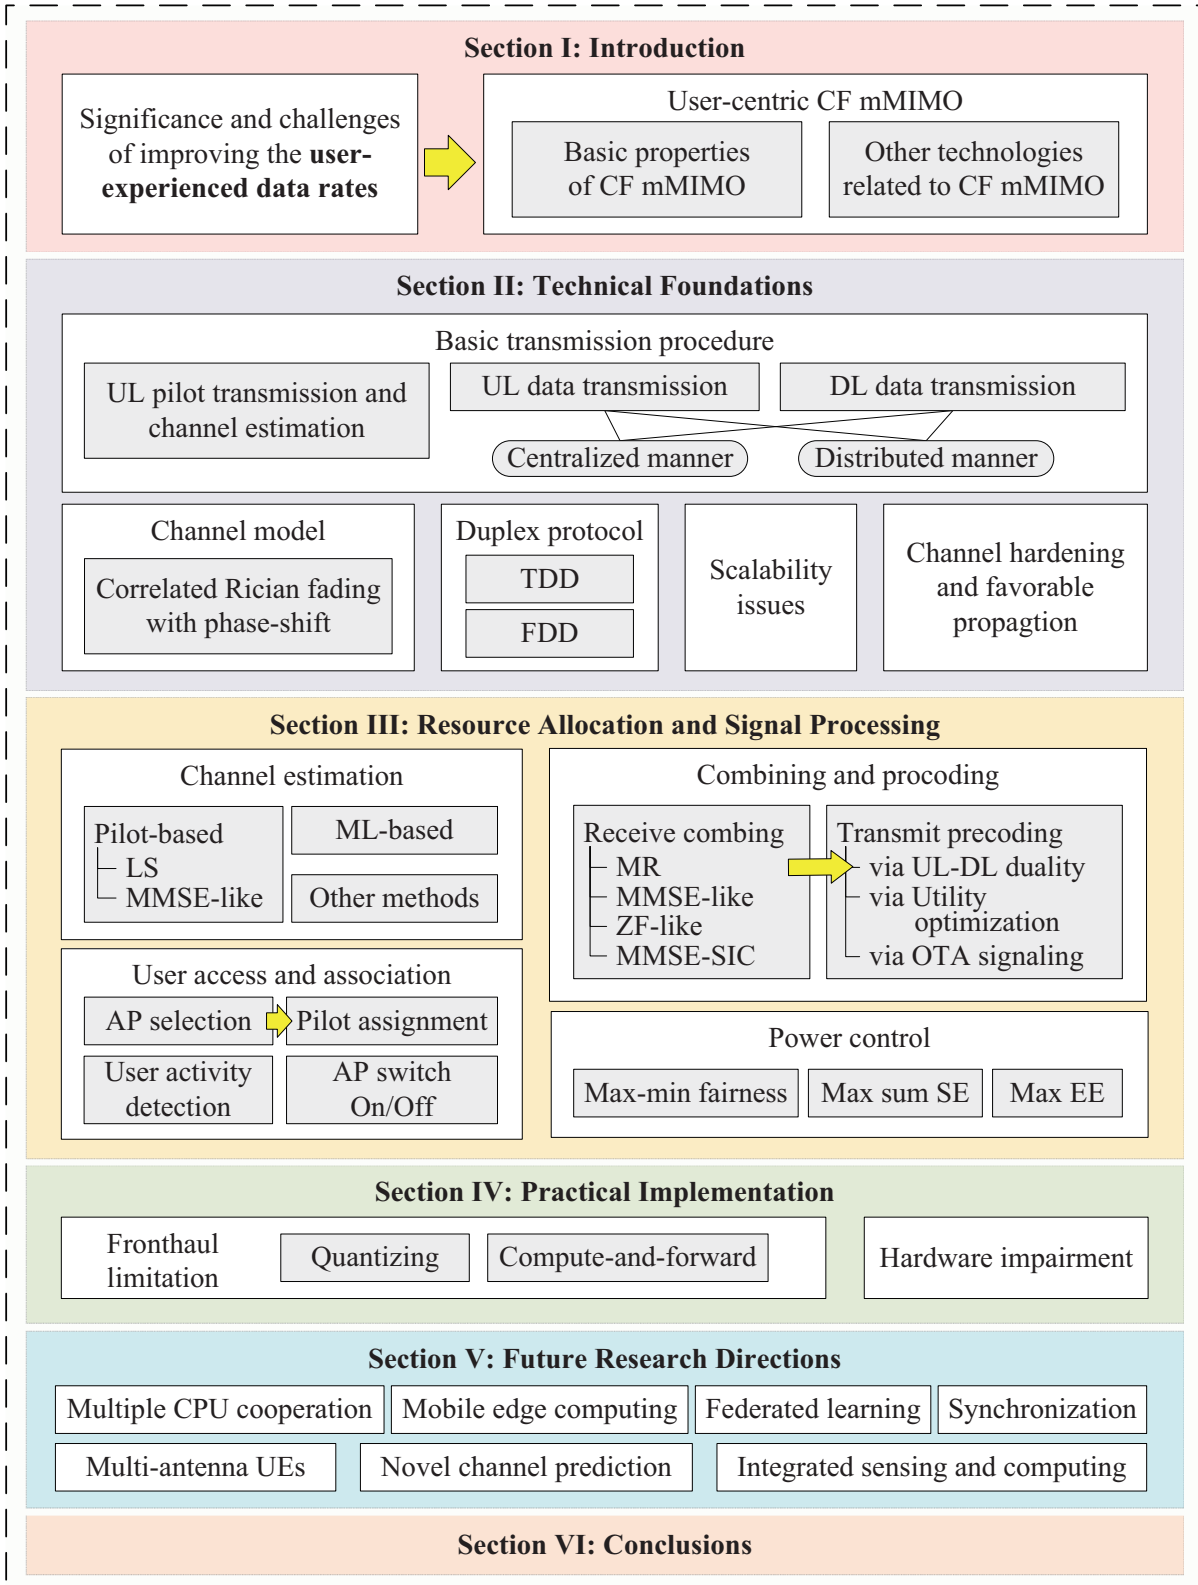 Section I: Introduction
Significance and challenges
of improving the user-
experienced data rates
User-centric CF mMIMO
Basic properties
of CF mMIMO
Other technologies
related to CF mMIMO
Section II: Technical Foundations
Basic transmission procedure
UL pilot transmission and
channel estimation
UL data transmission
DL data transmission
Centralized manner
Distributed manner
Channel model
Correlated Rician fading
with phase-shift
Duplex protocol
TDD
FDD
Scalability
issues
Channel hardening
and favorable
propagtion
Section III: Resource Allocation and Signal Processing
Channel estimation
Pilot-based
LS
MMSE-like
ML-based
Other methods
Combining and procoding
Receive combing
MR
MMSE-like
ZF-like
MMSE-SIC
Transmit precoding
via UL-DL duality
via Utility
optimization
via OTA signaling
User access and association
AP selection
Pilot assignment
User activity
detection
AP switch
On/Off
Power control
Max-min fairness
Max sum SE
Max EE
Section IV: Practical Implementation
Fronthaul
limitation
Quantizing
Compute-and-forward
Hardware impairment
Section V: Future Research Directions
Multiple CPU cooperation
Mobile edge computing
Federated learning
Synchronization
Multi-antenna UEs
Novel channel prediction
Integrated sensing and computing
Section VI: Conclusions